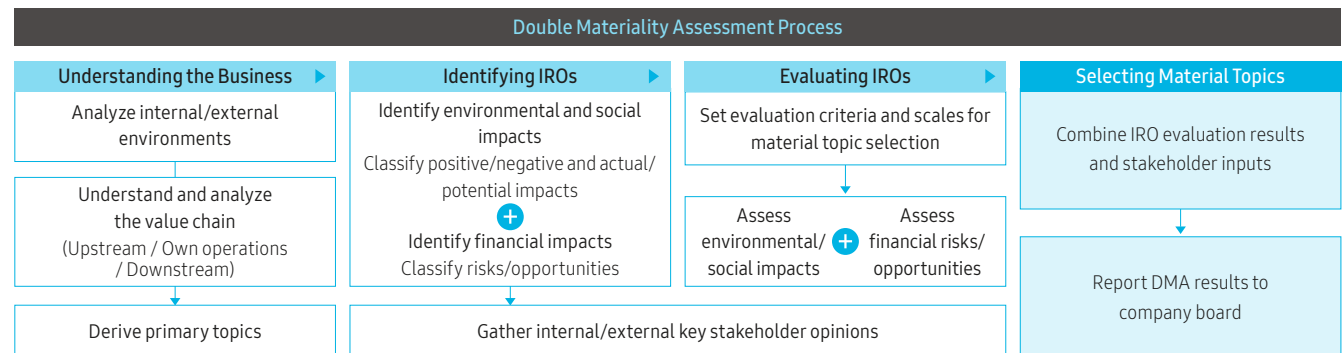 Double Materiality Assessment Process
Understanding the Business
Analyze internal/external
environments
Understand and analyze
the value chain
(Upstream / Own operations
/ Downstream)
Derive primary topics
Identifying IROs
Identify environmental and social
impacts
Classify positive/negative and actual/
potential impacts
+
Identify financial impacts
Classify risks/opportunities
Evaluating IROs
Set evaluation criteria and scales for
material topic selection
Assess
environmental/
social impacts
+
Assess
financial risks/
opportunities
Gather internal/external key stakeholder opinions
Selecting Material Topics
Combine IRO evaluation results
and stakeholder inputs
Report DMA results to
company board